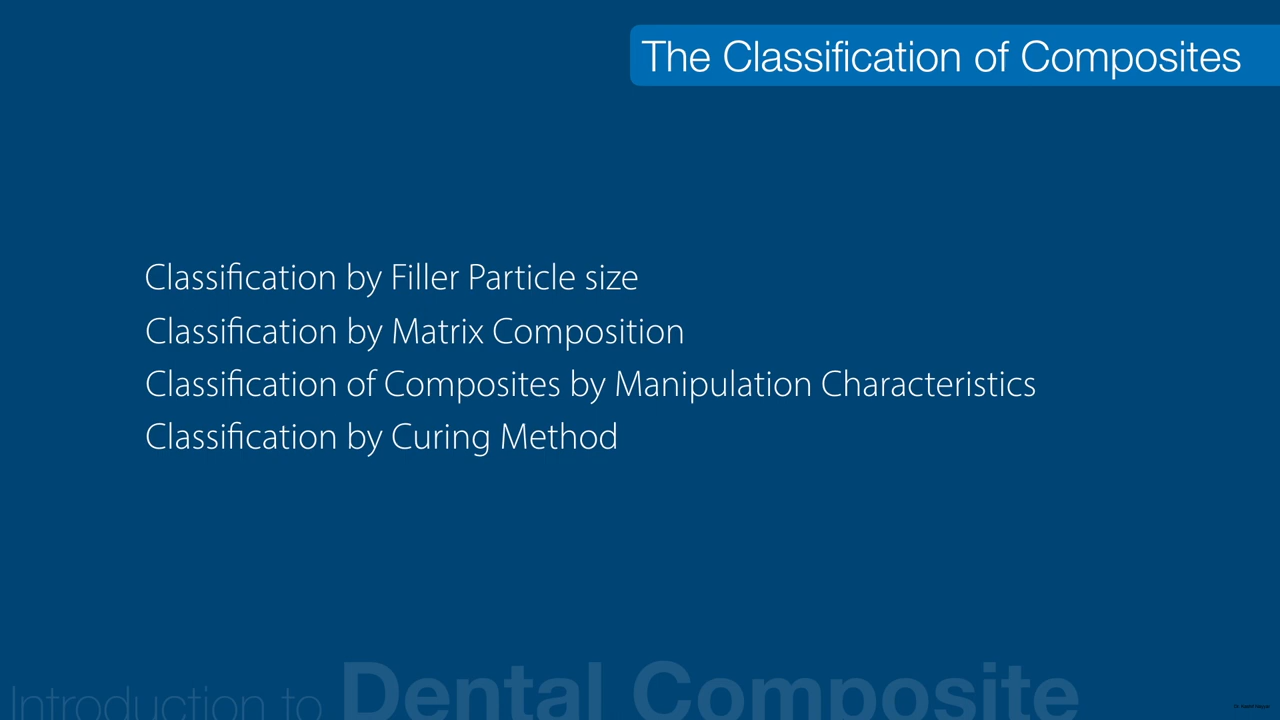 The Classification of Composites
Classification by Filler Particle size
Classification by Matrix Composition
Classification of Composites by Manipulation Characteristics
Classification by Curing Method
Introduction to Dental Composite